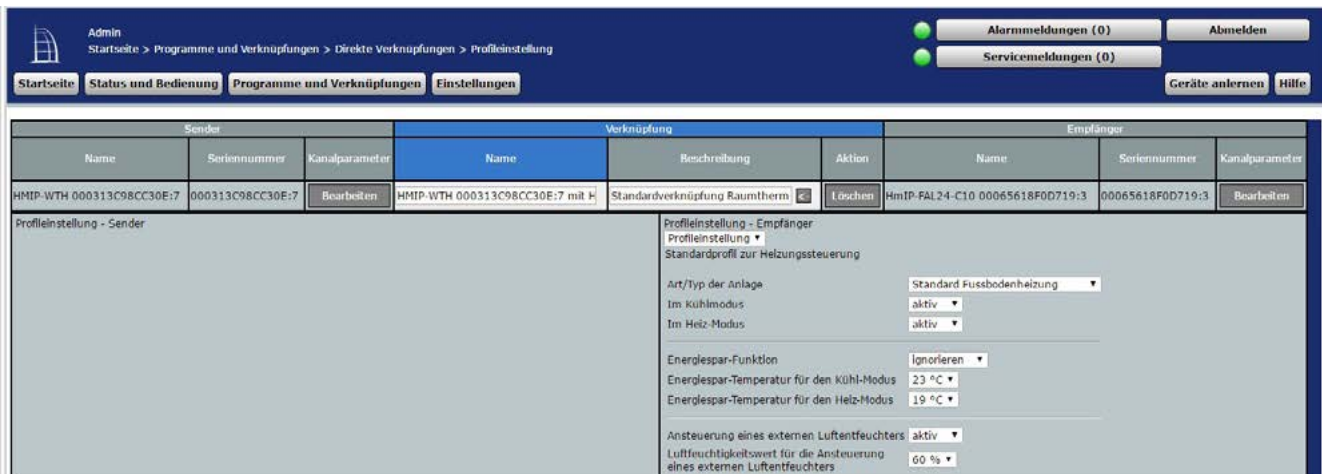 Admin
Alarmmeldungen (0)
Abmelden
Startseite > Programme und Verknüpfungen > Direkte Verknüpfungen > Profileinstellung
Servicemeldungen (0)
Startseite
Status und Bedienung
Programme und Verknüpfungen
Einstellungen
Geräte anlernen
Hilfe
Sender
Verknüpfung
Empfänger
Name
Seriennummer
Kanalparameter
Name
Beschreibung
Aktion
Name
Seriennummer
Kanalparameter
HMIP-WTH 000313C98CC30E:7
000313C98CC30E:7
Bearbeiten
HMIP-WTH 000313C98CC30E:7 mit H
Standardverknüpfung Raumtherm
<
Löschen
HmIP-FAL24-C10 00065618F0D719:3
00065618F0D719:3
Bearbeiten
Profileinstellung - Sender
Profileinstellung - Empfänger
Profileinstellung
Standardprofil zur Heizungssteuerung
Art/Typ der Anlage
Standard Fussbodenheizung
Im Kühlmodus
aktiv
Im Heiz-Modus
aktiv
Energiespar-Funktion
ignorieren
Energiespar-Temperatur für den Kühl-Modus
23 °C
Energiespar-Temperatur für den Heiz-Modus
19 °C
Ansteuerung eines externen Luftentfeuchters
aktiv
Luftfeuchtigkeitswert für die Ansteuerung
eines externen Luftentfeuchters
60 %